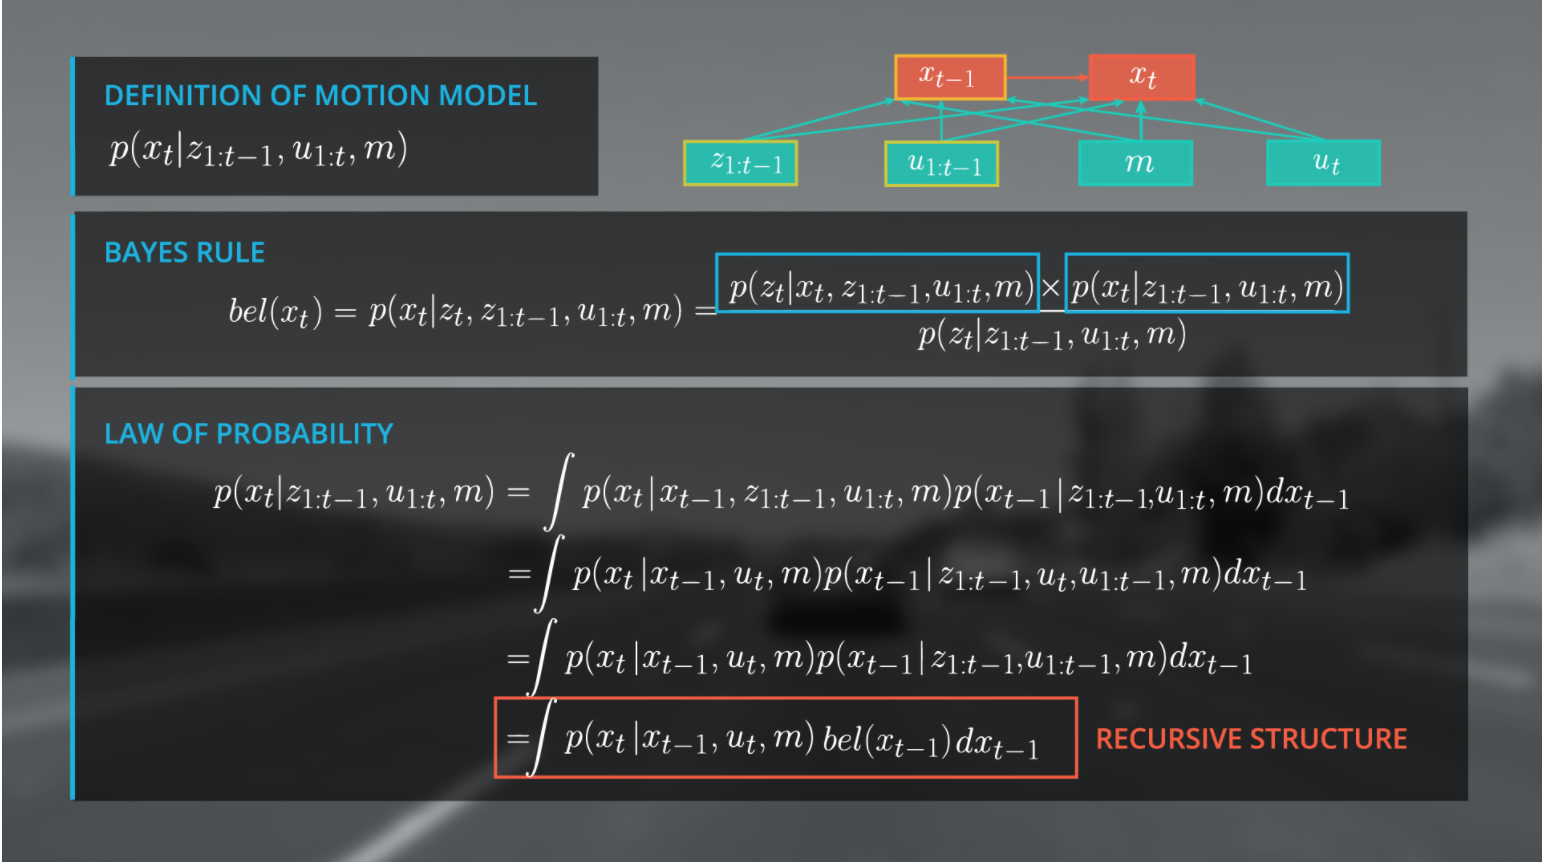 DEFINITION OF MOTION MODEL
p(x_t|z_{1:t−1}, u_{1:t}, m)
x_{t−1} x_t
z_{1:t−1} u_{1:t−1} m u_t
BAYES RULE
bel(x_t) = p(x_t|z_t, z_{1:t−1}, u_{1:t}, m) = \frac{p(z_t|x_t, z_{1:t−1},u_{1:t},m) × p(x_t|z_{1:t−1}, u_{1:t}, m)}{p(z_t|z_{1:t−1}, u_{1:t}, m)}
LAW OF PROBABILITY
p(x_t|z_{1:t−1}, u_{1:t}, m) = ∫ p(x_t|x_{t−1}, z_{1:t−1}, u_{1:t}, m)p(x_{t−1}|z_{1:t−1},u_{1:t}, m)dx_{t−1}
=∫ p(x_t|x_{t−1}, u_t, m)p(x_{t−1}|z_{1:t−1}, u_t,u_{1:t−1}, m)dx_{t−1}
=∫ p(x_t|x_{t−1}, u_t, m)p(x_{t−1}|z_{1:t−1},u_{1:t−1}, m)dx_{t−1}
=∫ p(x_t|x_{t−1}, u_t, m) bel(x_{t−1})dx_{t−1} RECURSIVE STRUCTURE